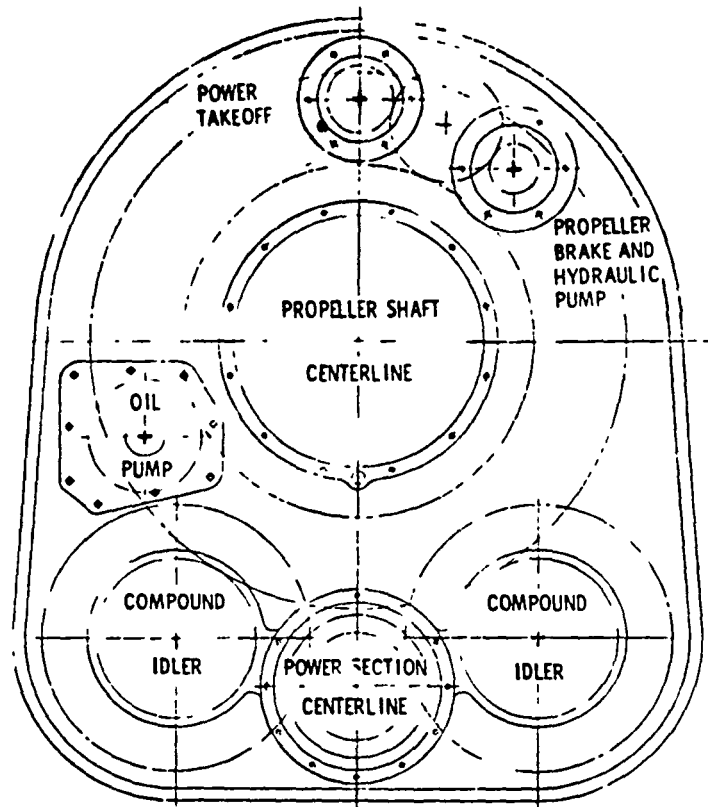 POWER
TAKEOFF
PROPELLER
BRAKE AND
HYDRAULIC
PUMP
PROPELLER SHAFT
CENTERLINE
OIL
PUMP
COMPOUND
IDLER
POWER SECTION
CENTERLINE
COMPOUND
IDLER